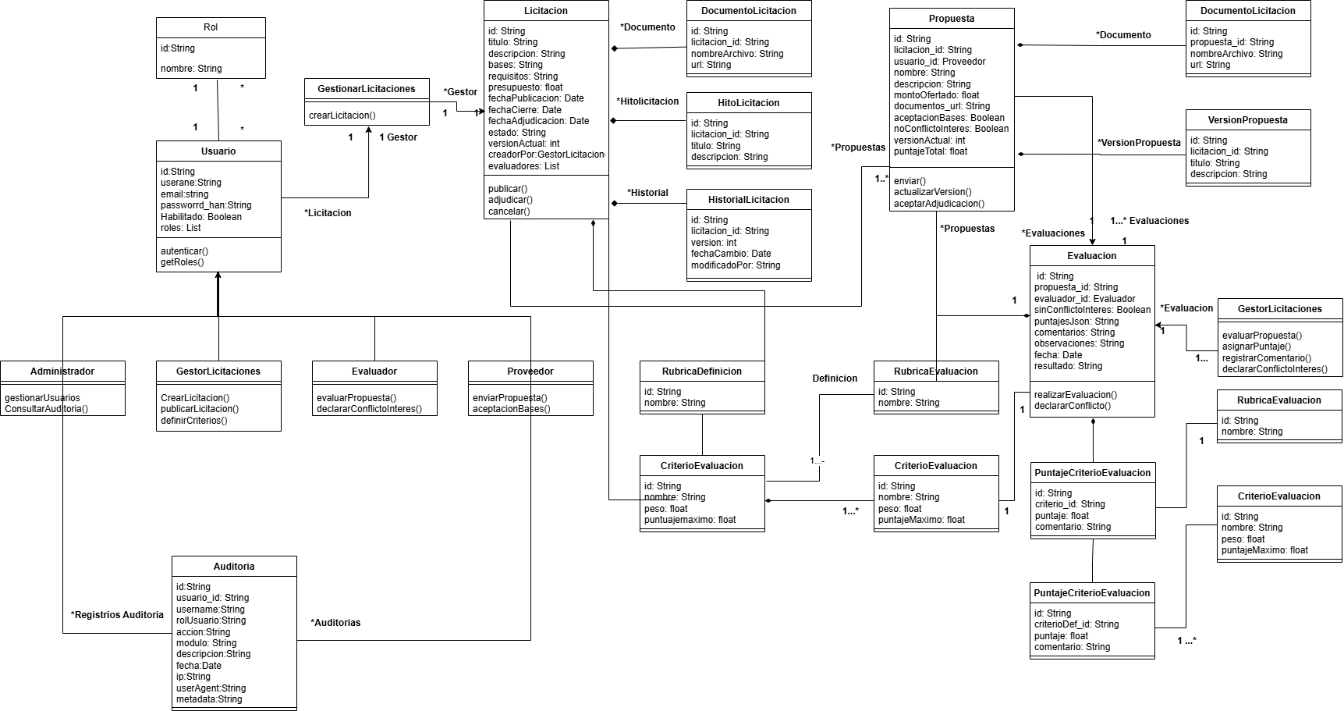 Rol
id:String
nombre: String
1
*
1
*
Usuario
id:String
userane:String
email:string
passworrd_han:String
Habilitado: Boolean
roles: List
autenticar()
getRoles()
GestionarLicitaciones
crearLicitacion()
1
1 Gestor
*Licitacion
*Gestor
1
1
Licitacion
id: String
titulo: String
descripcion: String
bases: String
requisitos: String
presupuesto: float
fechaPublicacion: Date
fechaCierre: Date
fechaAdjudicacion: Date
estado: String
versionActual: int
creadorPor:GestorLicitacion
evaluadores: List
publicar()
adjudicar()
cancelar()
*Documento
DocumentoLicitacion
id: String
licitacion_id: String
nombreArchivo: String
url: String
*Hitolicitacion
HitoLicitacion
id: String
licitacion_id: String
titulo: String
descripcion: String
*Historial
HistorialLicitacion
id: String
licitacion_id: String
version: int
fechaCambio: Date
modificadoPor: String
*Propuestas
1..*
Propuesta
id: String
licitacion_id: String
usuario_id: Proveedor
nombre: String
descripcion: String
montoOfertado: float
documentos_url: String
aceptacionBases: Boolean
noConflictoInteres: Boolean
versionActual: int
puntajeTotal: float
enviar()
actualizarVersion()
aceptarAdjudicacion()
*Documento
DocumentoLicitacion
id: String
propuesta_id: String
nombreArchivo: String
url: String
*VersionPropuesta
VersionPropuesta
id: String
licitacion_id: String
titulo: String
descripcion: String
*Propuestas
1
1...* Evaluaciones
*Evaluaciones
1
1
Evaluacion
id: String
propuesta_id: String
evaluador_id: Evaluador
sinConflictoInteres: Boolean
puntajesJson: String
comentarios: String
observaciones: String
fecha: Date
resultado: String
realizarEvaluacion()
declararConflicto()
*Evaluacion
1
1...
GestorLicitaciones
evaluarPropuesta()
asignarPuntaje()
registrarComentario()
declararConflictoInteres()
Administrador
gestionarUsuarios
ConsultarAuditoria()
GestorLicitaciones
CrearLicitacion()
publicarLicitacion()
definirCriterios()
Evaluador
evaluarPropuesta()
declararConflictoInteres()
Proveedor
enviarPropuesta()
aceptacionBases()
RubricaDefinicion
id: String
nombre: String
Definicion
1...-
RubricaEvaluacion
id: String
nombre: String
1
RubricaEvaluacion
id: String
nombre: String
1
CriterioEvaluacion
id: String
nombre: String
peso: float
puntuajemaximo: float
1...*
CriterioEvaluacion
id: String
nombre: String
peso: float
puntajeMaximo: float
1
PuntajeCriterioEvaluacion
id: String
criterio_id: String
puntaje: float
comentario: String
CriterioEvaluacion
id: String
nombre: String
peso: float
puntajeMaximo: float
PuntajeCriterioEvaluacion
id: String
criterioDef_id: String
puntaje: float
comentario: String
1 ...*
*Registrios Auditoria
Auditoria
id:String
usuario_id: String
username:String
rolUsuario:String
accion:String
modulo: String
descripcion:String
fecha:Date
ip:String
userAgent:String
metadata:String
*Auditorias